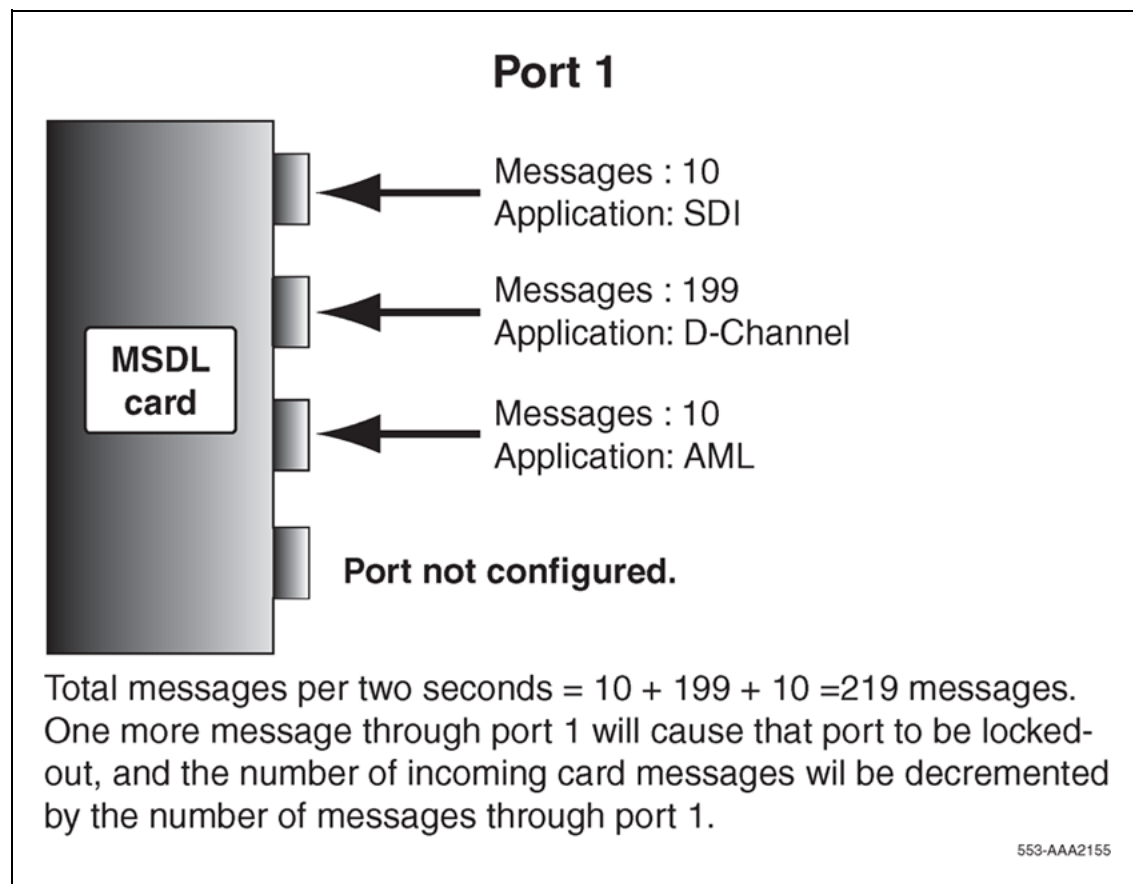 Port 1
Messages : 10
Application: SDI
Messages : 199
Application: D-Channel
MSDL
card
Messages : 10
Application: AML
Port not configured.
Total messages per two seconds = 10 + 199 + 10 =219 messages.
One more message through port 1 will cause that port to be locked-
out, and the number of incoming card messages wil be decremented
by the number of messages through port 1.
553-AAA2155